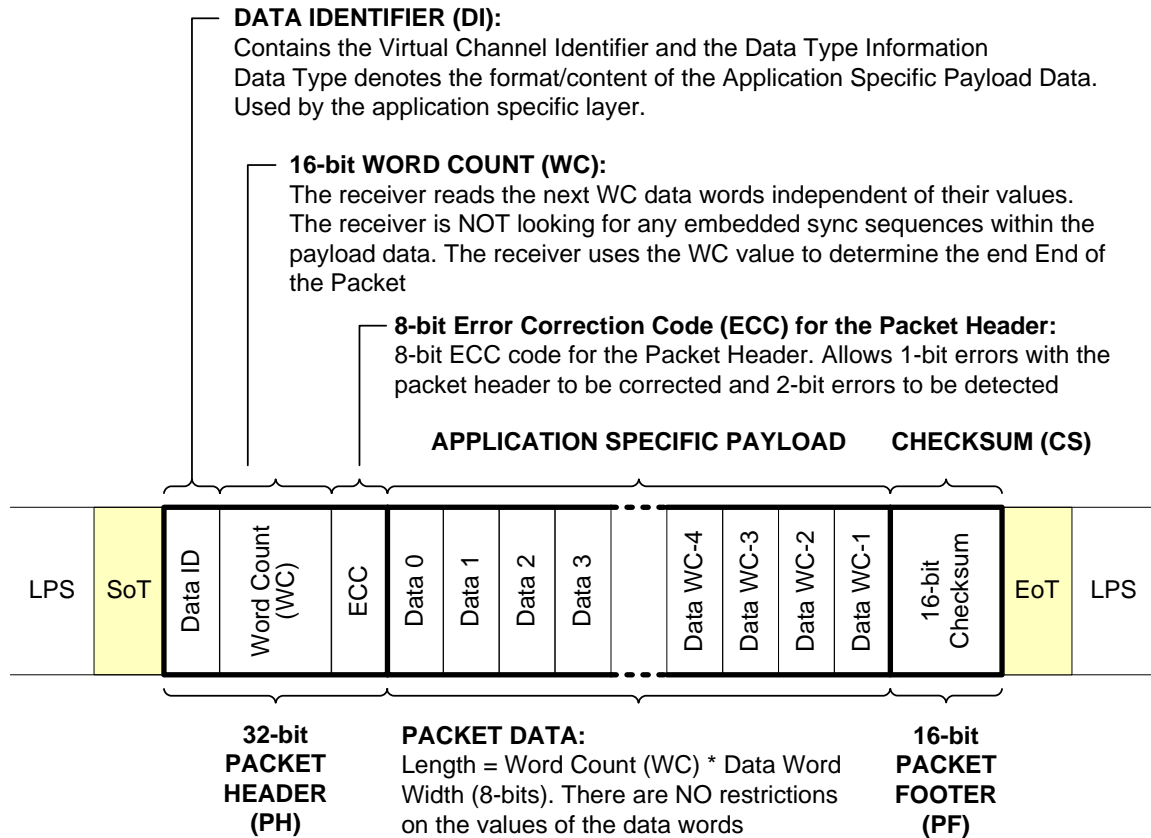 DATA IDENTIFIER (DI):
Contains the Virtual Channel Identifier and the Data Type Information
Data Type denotes the format/content of the Application Specific Payload Data.
Used by the application specific layer.
16-bit WORD COUNT (WC):
The receiver reads the next WC data words independent of their values.
The receiver is NOT looking for any embedded sync sequences within the
payload data. The receiver uses the WC value to determine the end End of
the Packet
8-bit Error Correction Code (ECC) for the Packet Header:
8-bit ECC code for the Packet Header. Allows 1-bit errors with the
packet header to be corrected and 2-bit errors to be detected
APPLICATION SPECIFIC PAYLOAD
CHECKSUM (CS)
LPS
SoT
Data ID
Word Count
(WC)
ECC
Data 0
Data 1
Data 2
Data 3
Data WC-4
Data WC-3
Data WC-2
Data WC-1
16-bit
Checksum
EoT
LPS
32-bit
PACKET
HEADER
(PH)
PACKET DATA:
Length = Word Count (WC) * Data Word
Width (8-bits). There are NO restrictions
on the values of the data words
16-bit
PACKET
FOOTER
(PF)